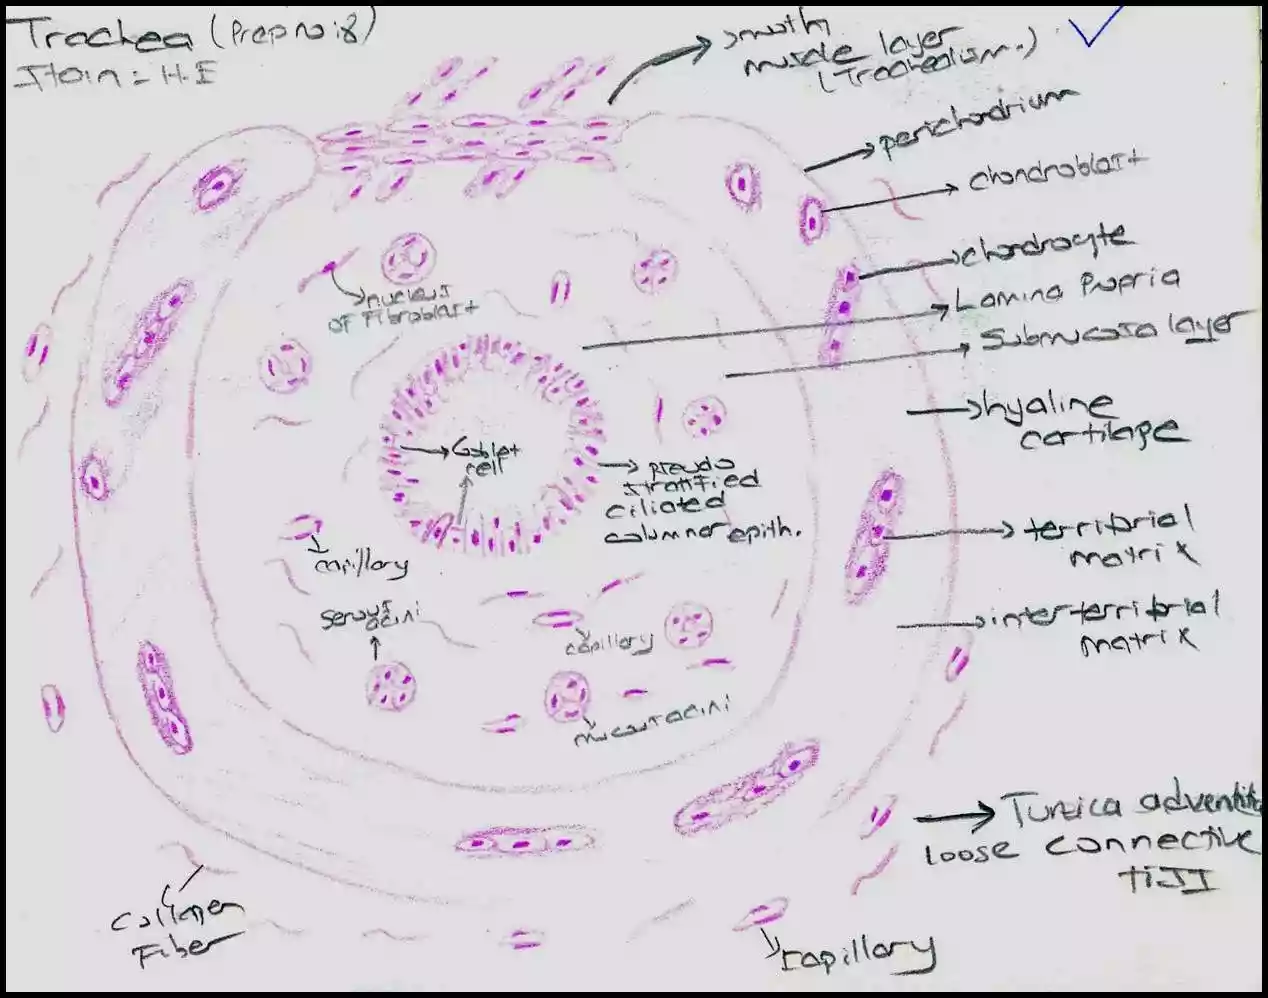 Trachea (Prep no:8)
Stain: H.E
smooth
muscle layer
(Trachealis m.)
perichondrium
chondroblast
chondrocyte
Lamina Propria
Submucosa layer
hyaline
cartilage
territorial
matrix
interterritorial
matrix
Tunica adventitia
loose connective
tiss
nucleus
of Fibroblast
Goblet
cell
pseudo
stratified
ciliated
columner epith.
capillary
serous
acini
capillary
mucous acini
Collagen
Fiber
capillary